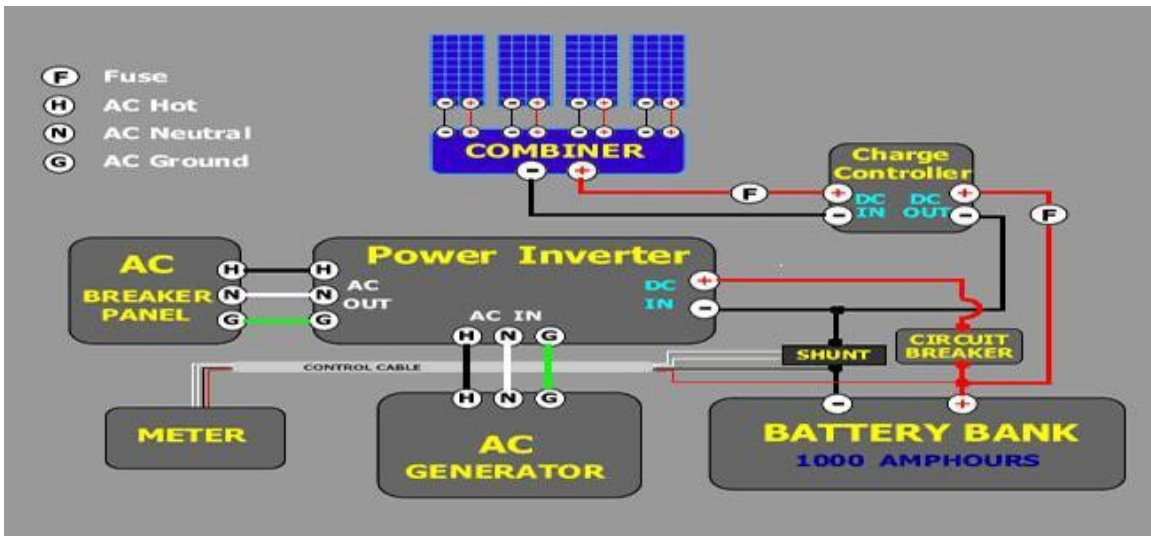 F Fuse
H AC Hot
N AC Neutral
G AC Ground
- + - + - + - +
- + - + - + - +
COMBINER
- +
Charge
Controller
F
+ DC DC +
- IN OUT -
F
AC
BREAKER
PANEL
H H
N N
G G
Power Inverter
AC
OUT
DC +
IN -
AC IN
H N G
SHUNT
CIRCUIT
BREAKER
CONTROL CABLE
METER
H N G
AC
GENERATOR
- +
BATTERY BANK
1000 AMPHOURS